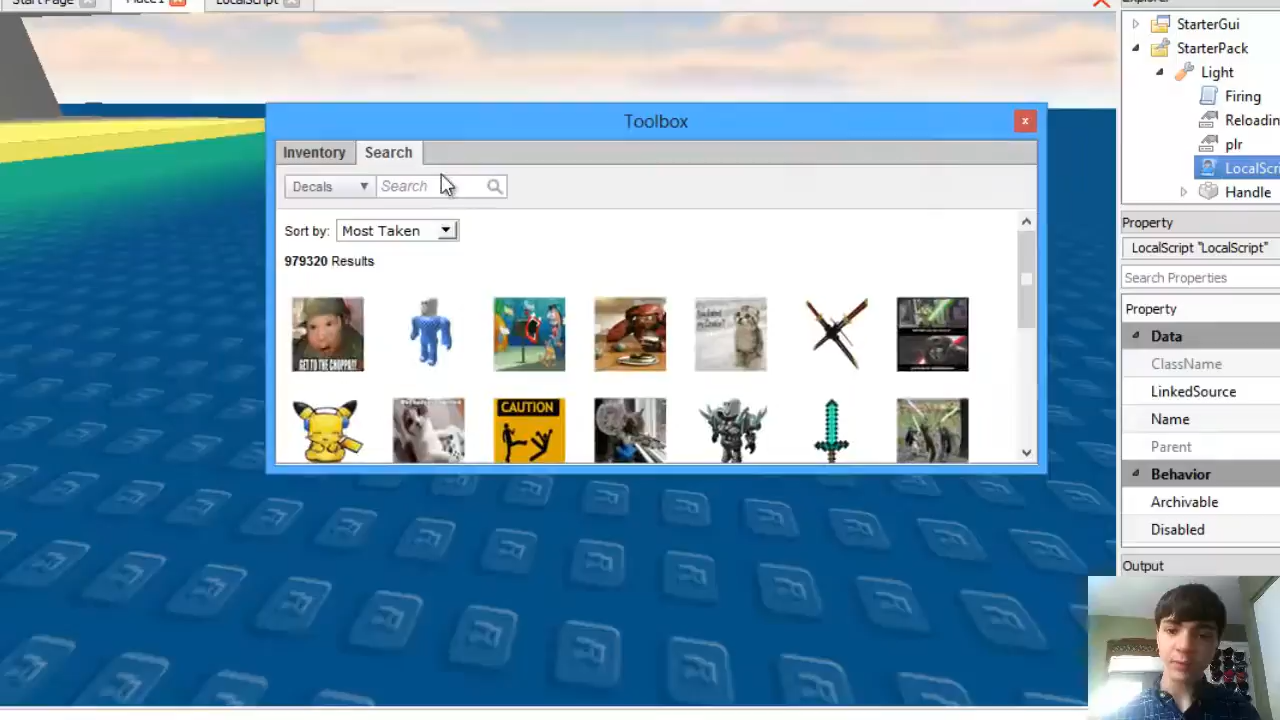 Start Page
Place1
LocalScript
Explorer
StarterGui
StarterPack
Light
Firing
Reloadin
plr
LocalScri
Handle
Toolbox
Inventory
Search
Decals
Search
Sort by: Most Taken
979320 Results
GET TO THE CHOPPA!!!
CAUTION
Property
LocalScript "LocalScript"
Search Properties
Property
Data
ClassName
LinkedSource
Name
Parent
Behavior
Archivable
Disabled
Output